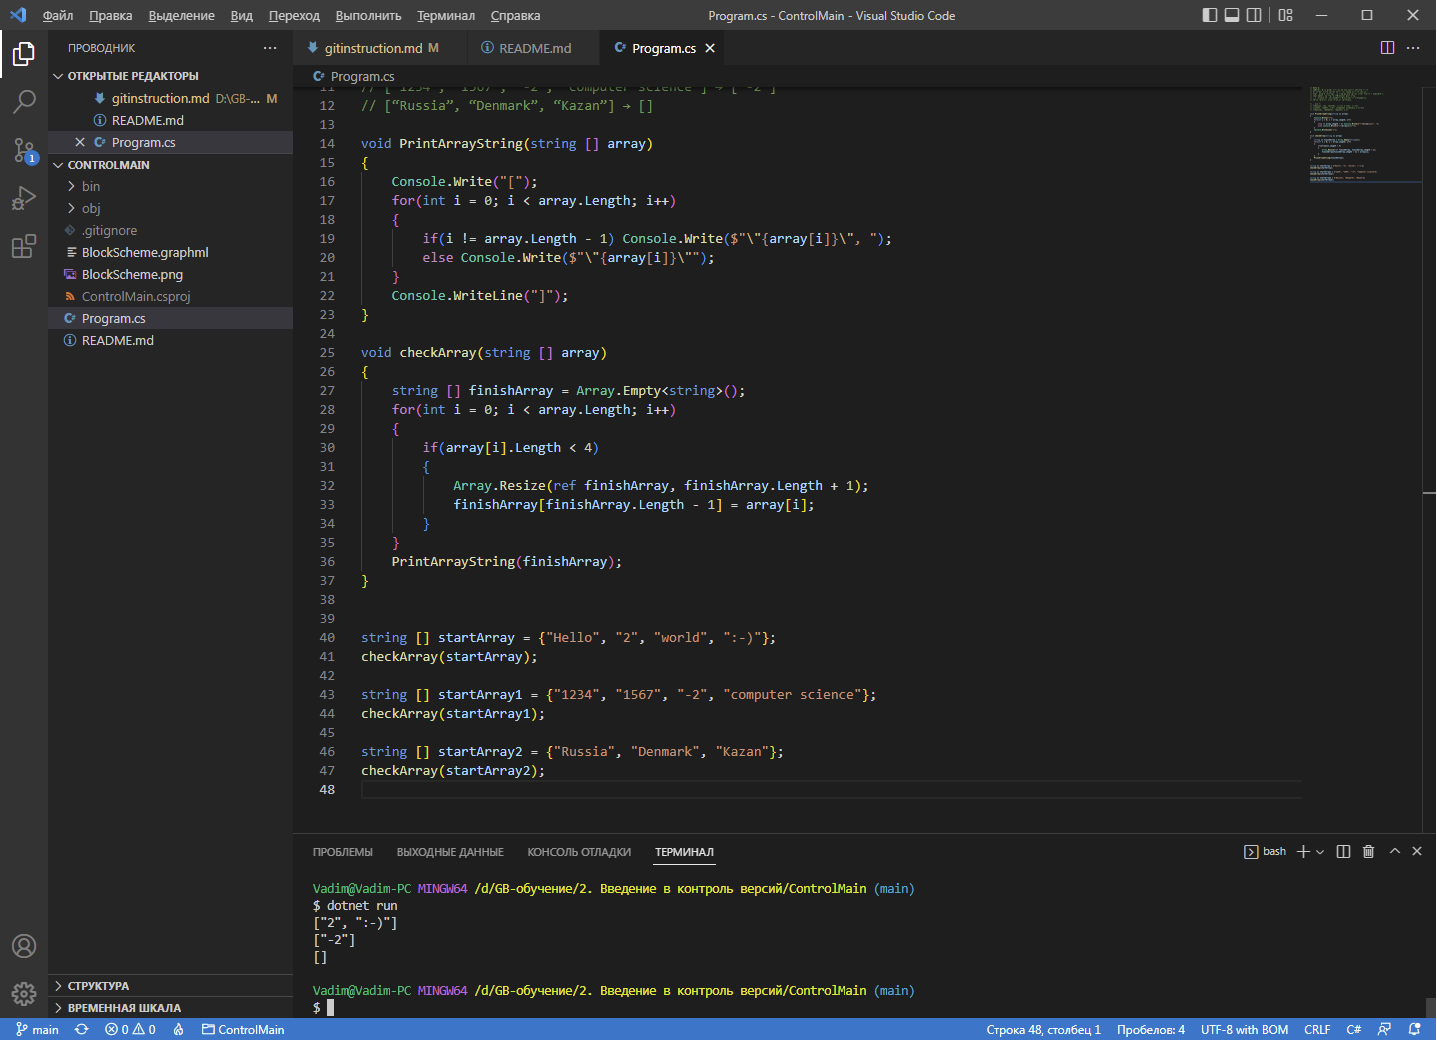 Файл Правка Выделение Вид Переход Выполнить Терминал Справка Program.cs - ControlMain - Visual Studio Code
ПРОВОДНИК
ОТКРЫТЫЕ РЕДАКТОРЫ
gitinstruction.md D:\GB-... M
README.md
Program.cs
CONTROLMAIN
bin
obj
.gitignore
BlockScheme.graphml
BlockScheme.png
ControlMain.csproj
Program.cs
README.md
СТРУКТУРА
ВРЕМЕННАЯ ШКАЛА
1
gitinstruction.md M README.md Program.cs
Program.cs
11 // ["1234", "1567", "-2", "computer science"] → ["-2"]
12 // [“Russia”, “Denmark”, “Kazan”] → []
13
14 void PrintArrayString(string [] array)
15 {
16 Console.Write("[");
17 for(int i = 0; i < array.Length; i++)
18 {
19 if(i != array.Length - 1) Console.Write($"\"{array[i]}\", ");
20 else Console.Write($"\"{array[i]}\"");
21 }
22 Console.WriteLine("]");
23 }
24
25 void checkArray(string [] array)
26 {
27 string [] finishArray = Array.Empty<string>();
28 for(int i = 0; i < array.Length; i++)
29 {
30 if(array[i].Length < 4)
31 {
32 Array.Resize(ref finishArray, finishArray.Length + 1);
33 finishArray[finishArray.Length - 1] = array[i];
34 }
35 }
36 PrintArrayString(finishArray);
37 }
38
39
40 string [] startArray = {"Hello", "2", "world", ":-)"};
41 checkArray(startArray);
42
43 string [] startArray1 = {"1234", "1567", "-2", "computer science"};
44 checkArray(startArray1);
45
46 string [] startArray2 = {"Russia", "Denmark", "Kazan"};
47 checkArray(startArray2);
48
ПРОБЛЕМЫ ВЫХОДНЫЕ ДАННЫЕ КОНСОЛЬ ОТЛАДКИ ТЕРМИНАЛ bash
Vadim@Vadim-PC MINGW64 /d/GB-обучение/2. Введение в контроль версий/ControlMain (main)
$ dotnet run
["2", ":-)"]
["-2"]
[]
Vadim@Vadim-PC MINGW64 /d/GB-обучение/2. Введение в контроль версий/ControlMain (main)
$
main 0 0 ControlMain Строка 48, столбец 1 Пробелов: 4 UTF-8 with BOM CRLF C#